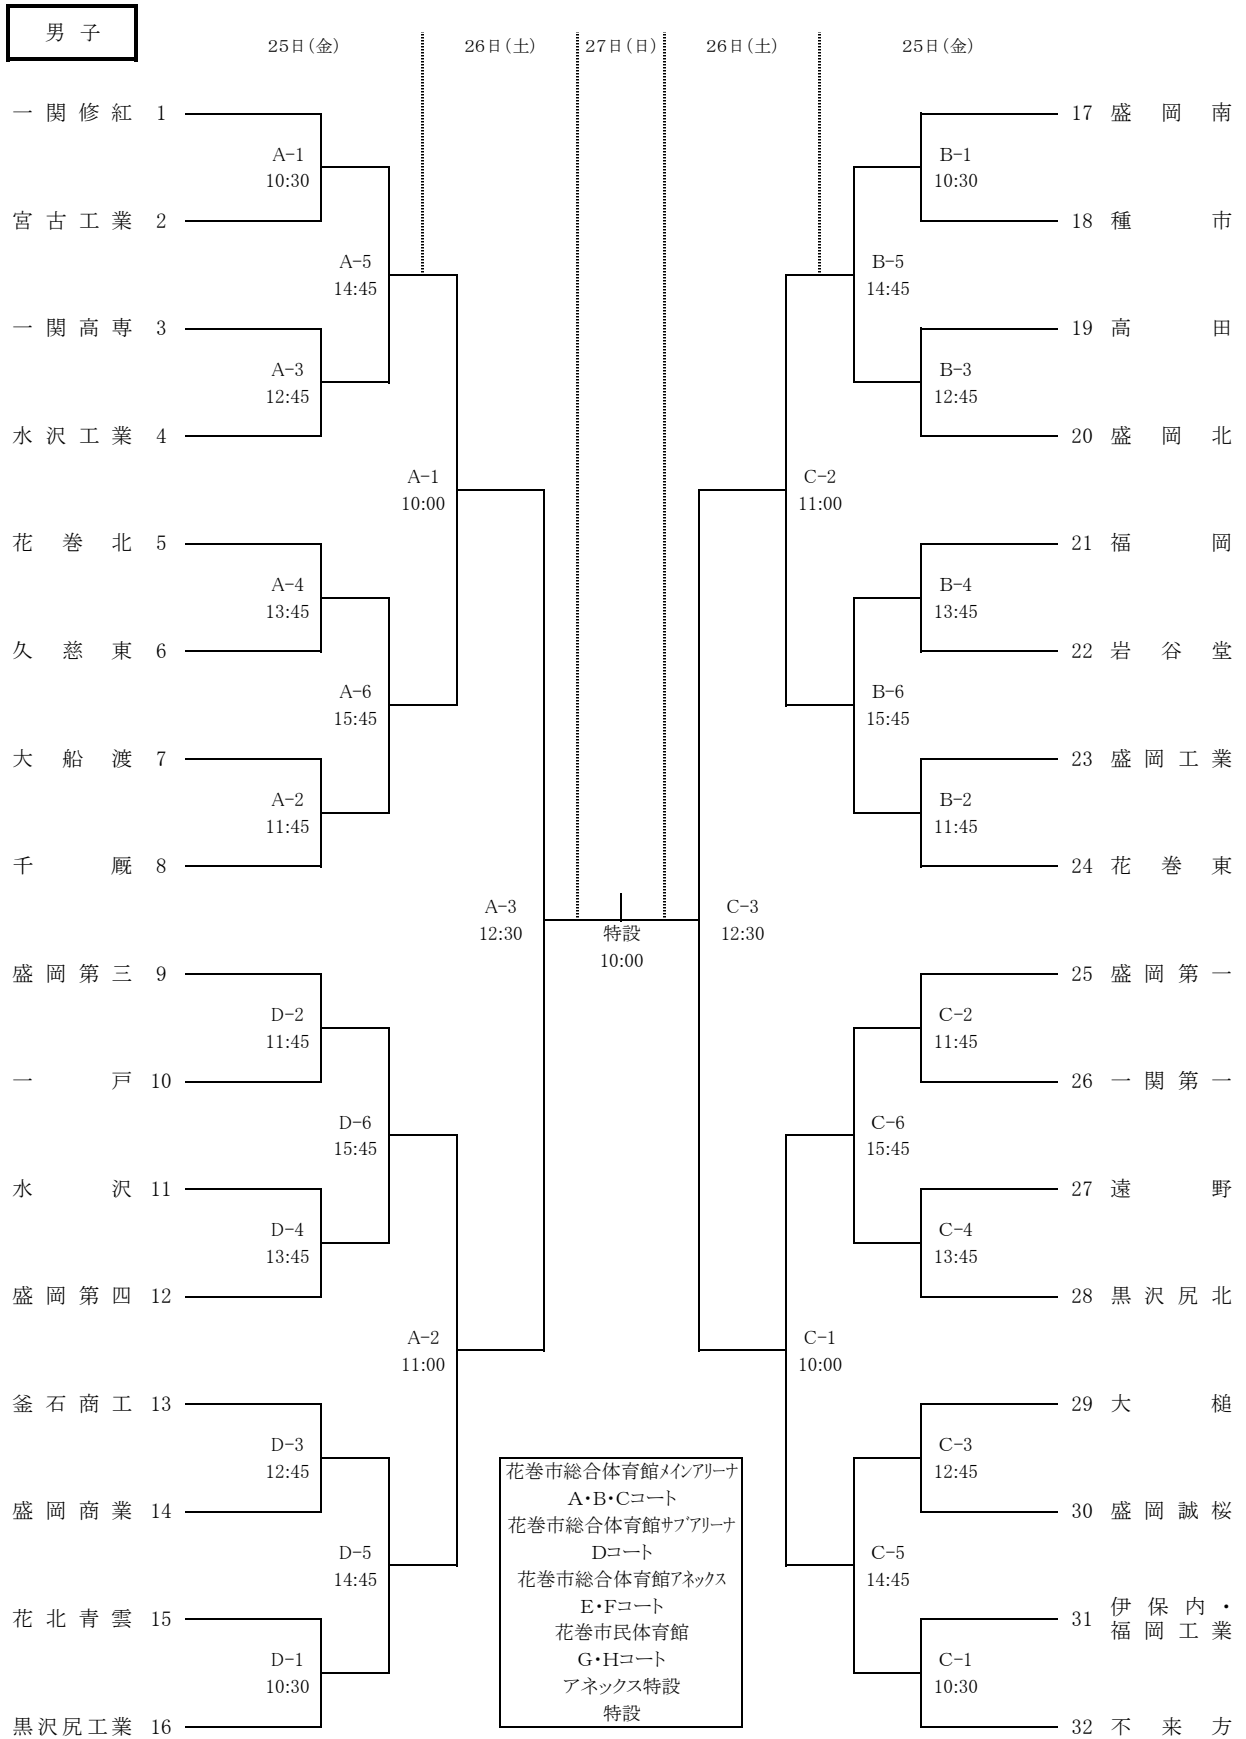 男子
25日(金) 26日(土) 27日(日) 26日(土) 25日(金)
一関修紅 1
A-1
10:30
宮古工業 2
A-5
14:45
一関高専 3
A-3
12:45
水沢工業 4
A-1
10:00
花巻北 5
A-4
13:45
久慈東 6
A-6
15:45
大船渡 7
A-2
11:45
千厩 8
A-3
12:30
盛岡第三 9
D-2
11:45
一戸 10
D-6
15:45
水沢 11
D-4
13:45
盛岡第四 12
A-2
11:00
釜石商工 13
D-3
12:45
盛岡商業 14
D-5
14:45
花北青雲 15
D-1
10:30
黒沢尻工業 16
特設
10:00
17 盛岡南
B-1
10:30
18 種市
B-5
14:45
19 高田
B-3
12:45
20 盛岡北
C-2
11:00
21 福岡
B-4
13:45
22 岩谷堂
B-6
15:45
23 盛岡工業
B-2
11:45
24 花巻東
C-3
12:30
25 盛岡第一
C-2
11:45
26 一関第一
C-6
15:45
27 遠野
C-4
13:45
28 黒沢尻北
C-1
10:00
29 大槌
C-3
12:45
30 盛岡誠桜
C-5
14:45
31 伊保内・
福岡工業
C-1
10:30
32 不来方
花巻市総合体育館ﾒｲﾝｱﾘｰﾅ
A・B・Cコート
花巻市総合体育館ｻﾌﾞｱﾘｰﾅ
Dコート
花巻市総合体育館ｱﾈｯｸｽ
E・Fコート
花巻市民体育館
G・Hコート
アネックス特設
特設